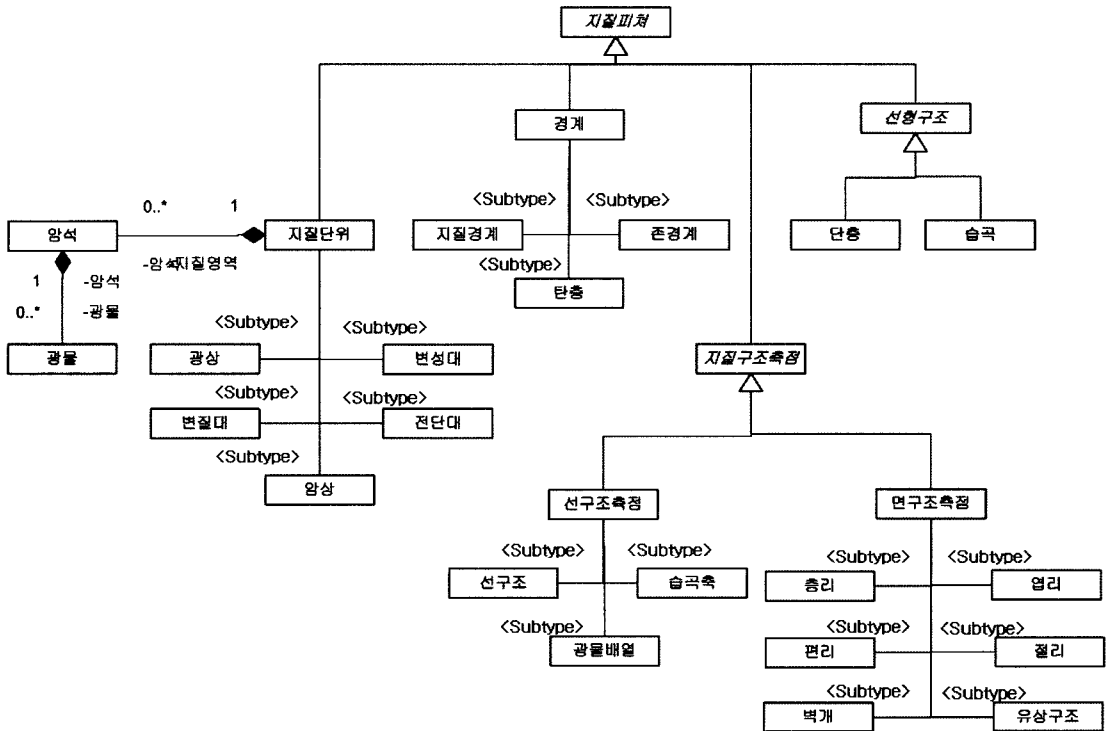 지질피쳐
경계
선형구조
<Subtype>
<Subtype>
0..*
1
암석
지질단위
지질경계
존경계
단층
습곡
-암석
지질영역
<Subtype>
탄층
1
-암석
0..*
-광물
광물
<Subtype>
<Subtype>
광상
변성대
지질구조측점
<Subtype>
<Subtype>
변질대
전단대
<Subtype>
암상
선구조측점
면구조측점
<Subtype>
<Subtype>
<Subtype>
<Subtype>
선구조
습곡축
층리
엽리
<Subtype>
광물배열
<Subtype>
<Subtype>
편리
절리
<Subtype>
<Subtype>
벽개
유상구조